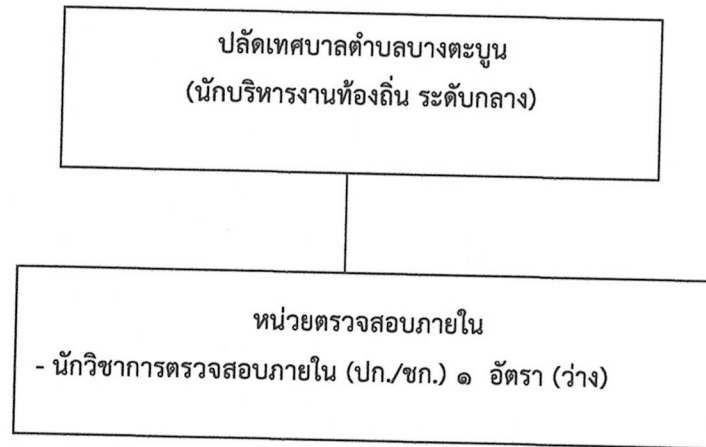 ปลัดเทศบาลตำบลบางตะบูน
(นักบริหารงานท้องถิ่น ระดับกลาง)
หน่วยตรวจสอบภายใน
- นักวิชาการตรวจสอบภายใน (ปก./ชก.) ๑ อัตรา (ว่าง)